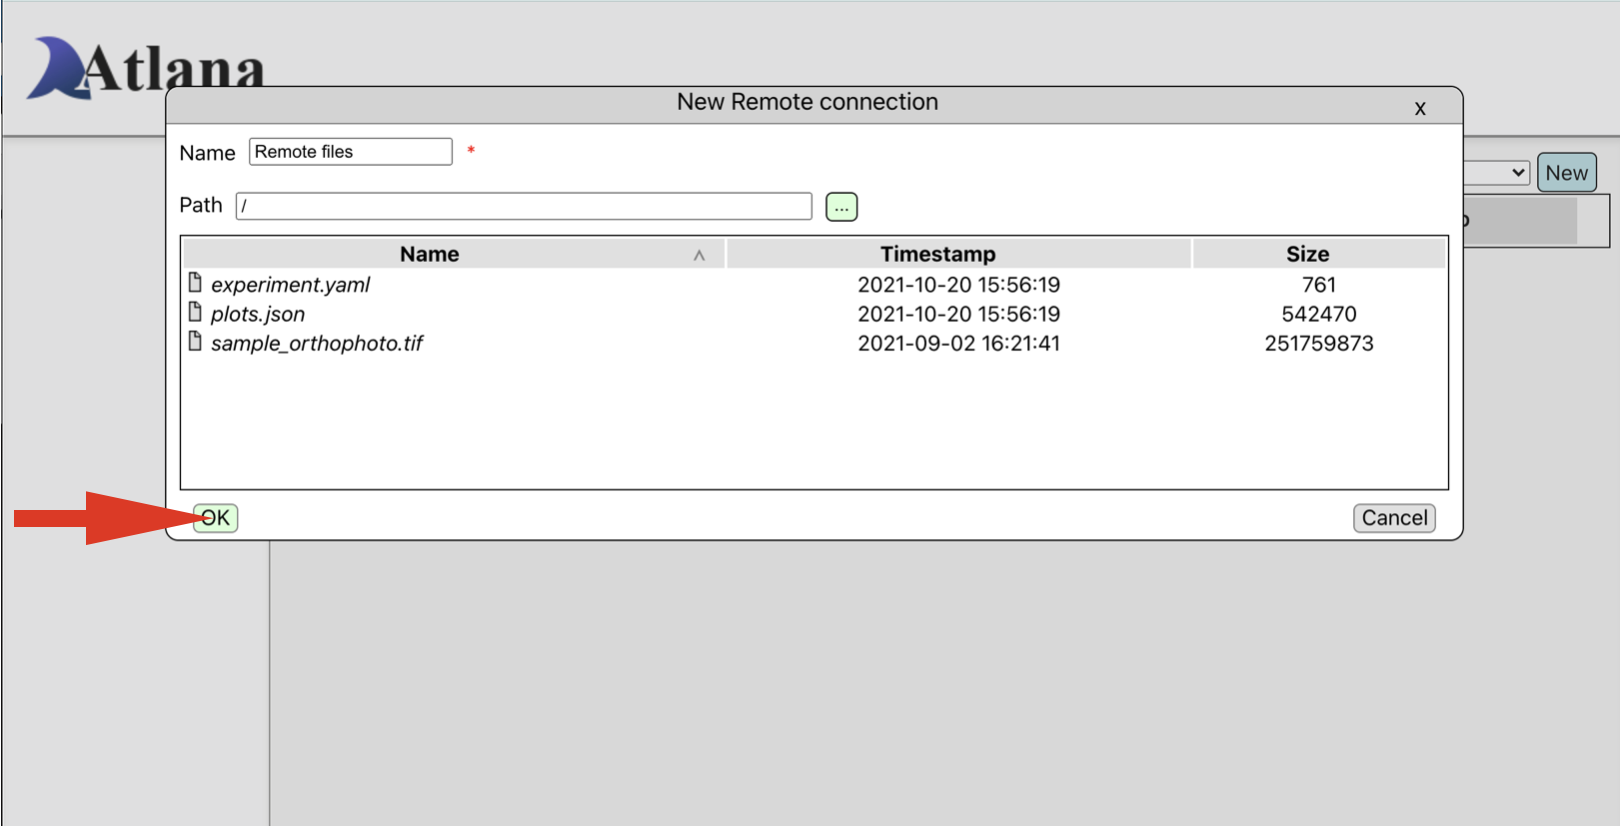 Atlana
New Remote connection
x
Name Remote files *
Path / ...
New
Name ^ Timestamp Size
experiment.yaml 2021-10-20 15:56:19 761
plots.json 2021-10-20 15:56:19 542470
sample_orthophoto.tif 2021-09-02 16:21:41 251759873
OK Cancel